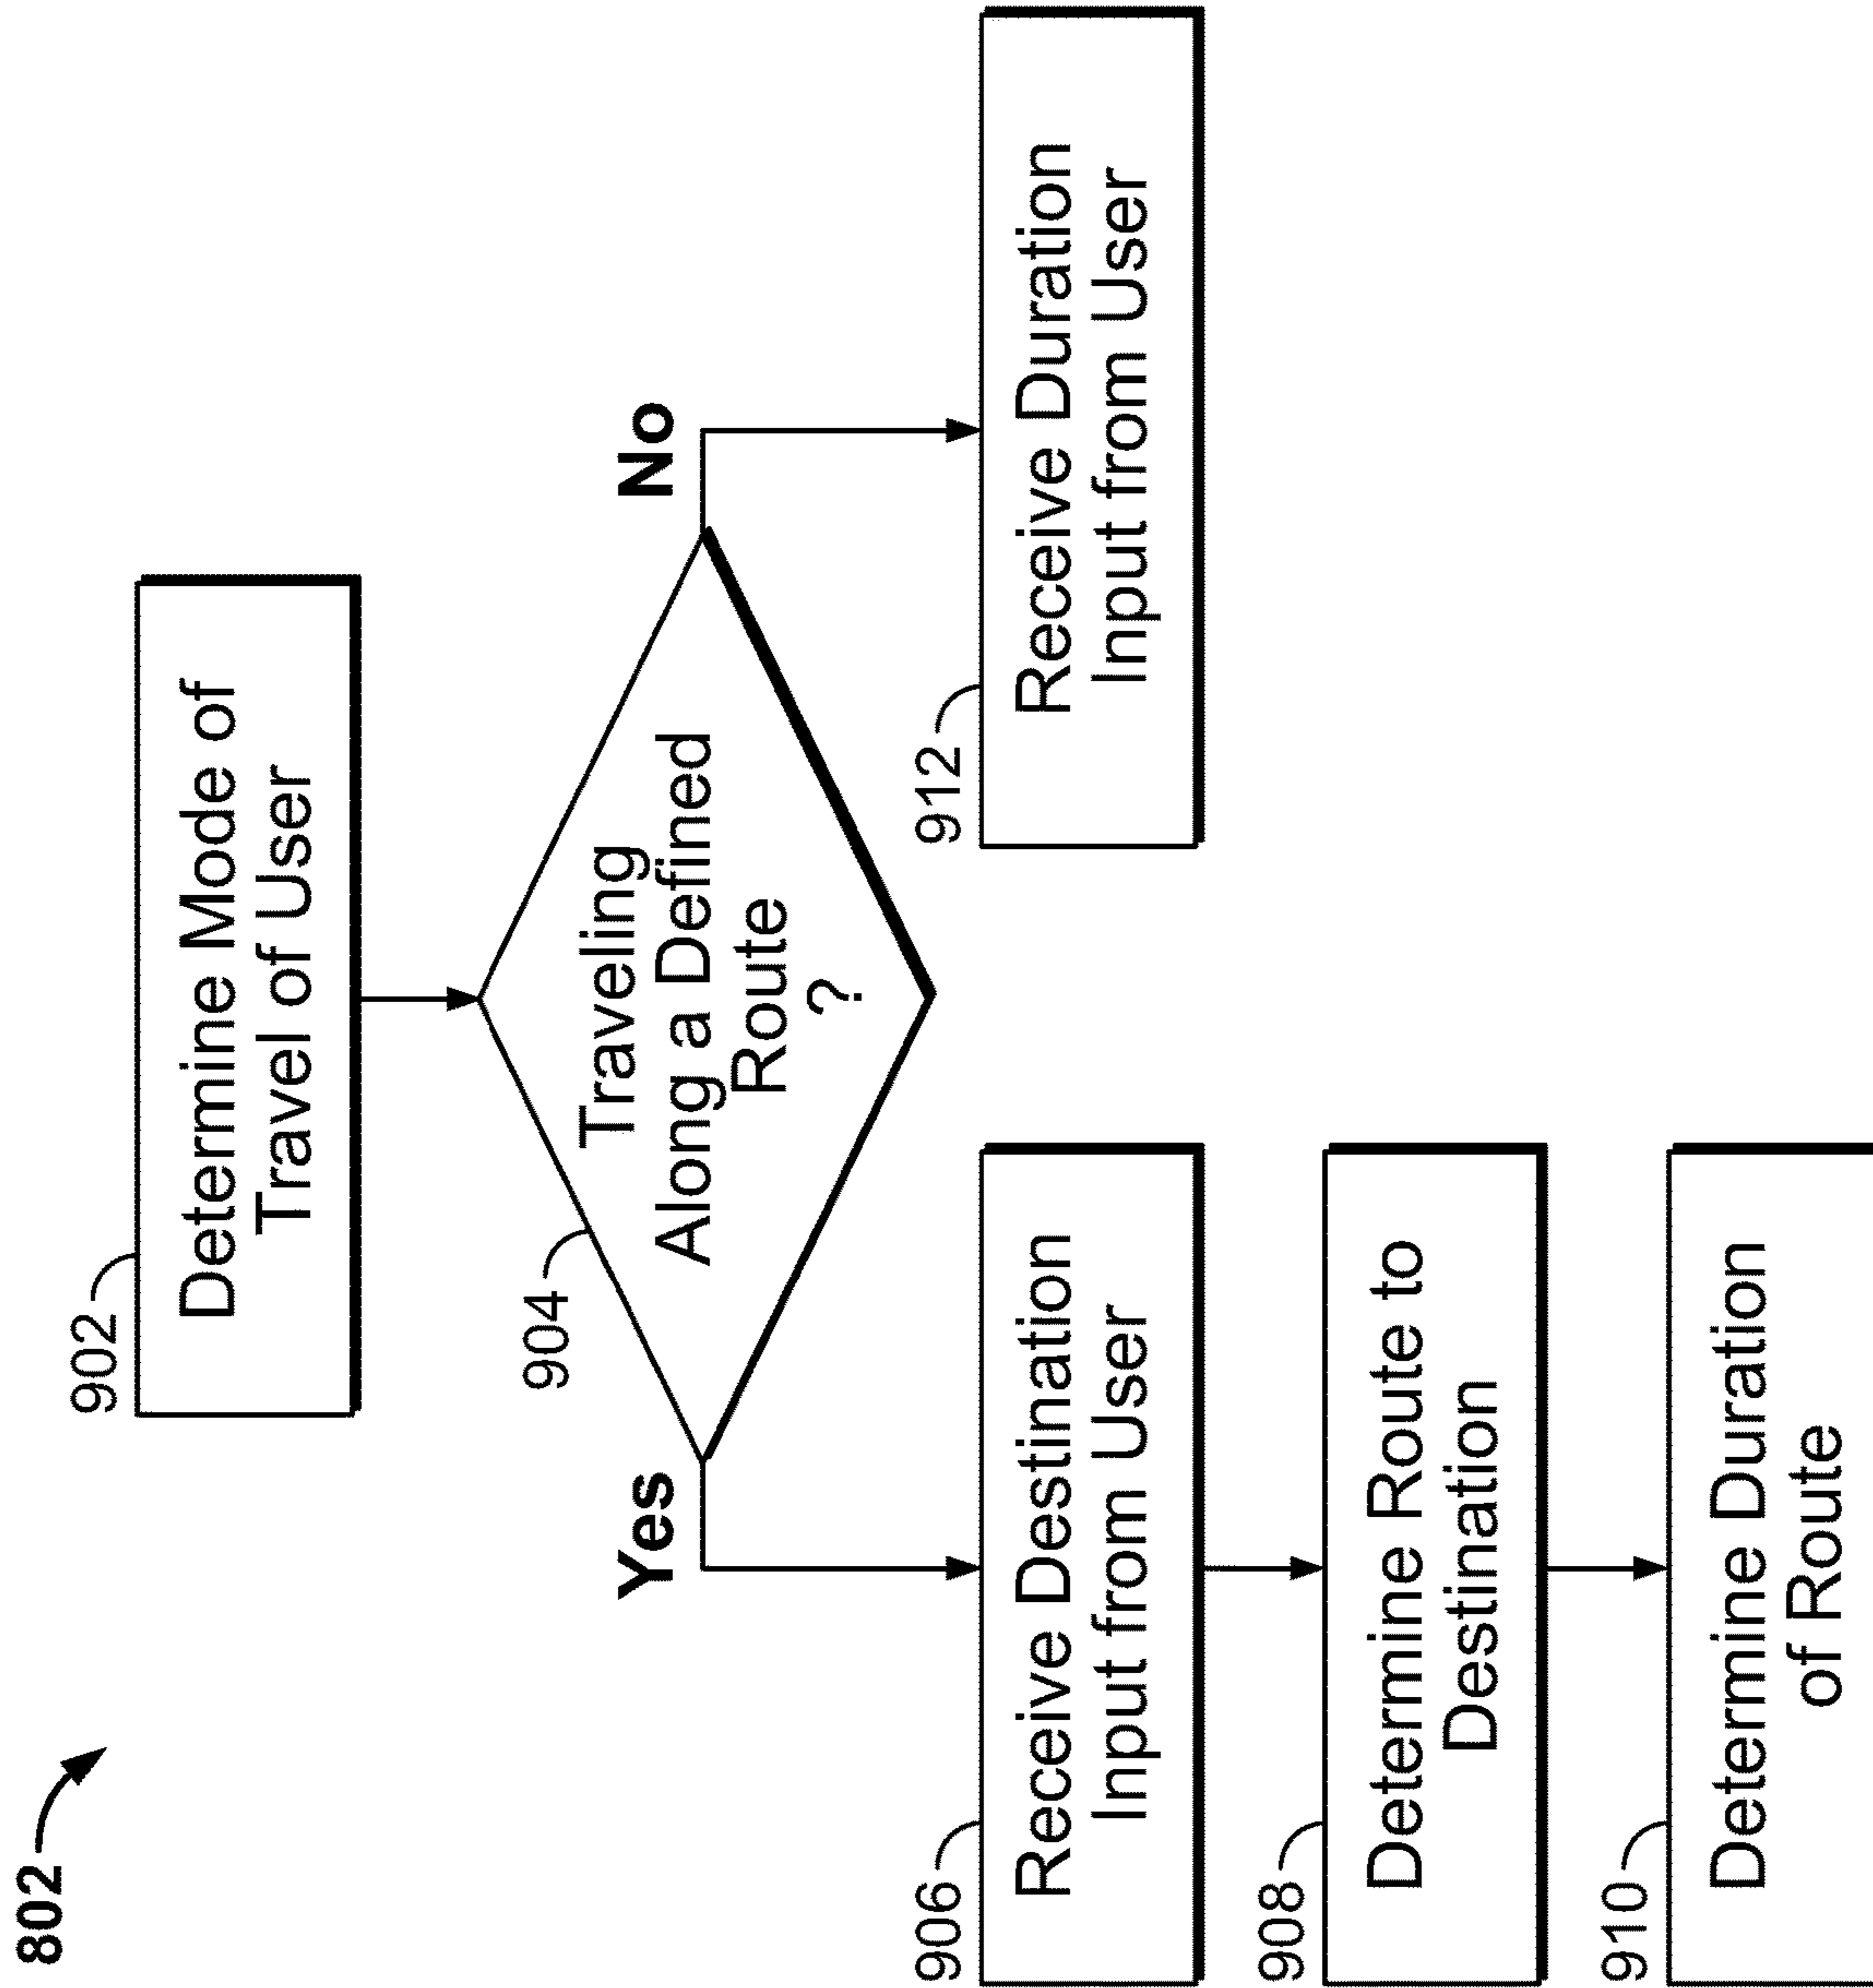 802
902
Determine Mode of
Travel of User
904
Traveling
Along a Defined
Route
?
Yes
No
906
Receive Destination
Input from User
912
Receive Duration
Input from User
908
Determine Route to
Destination
910
Determine Duration
of Route